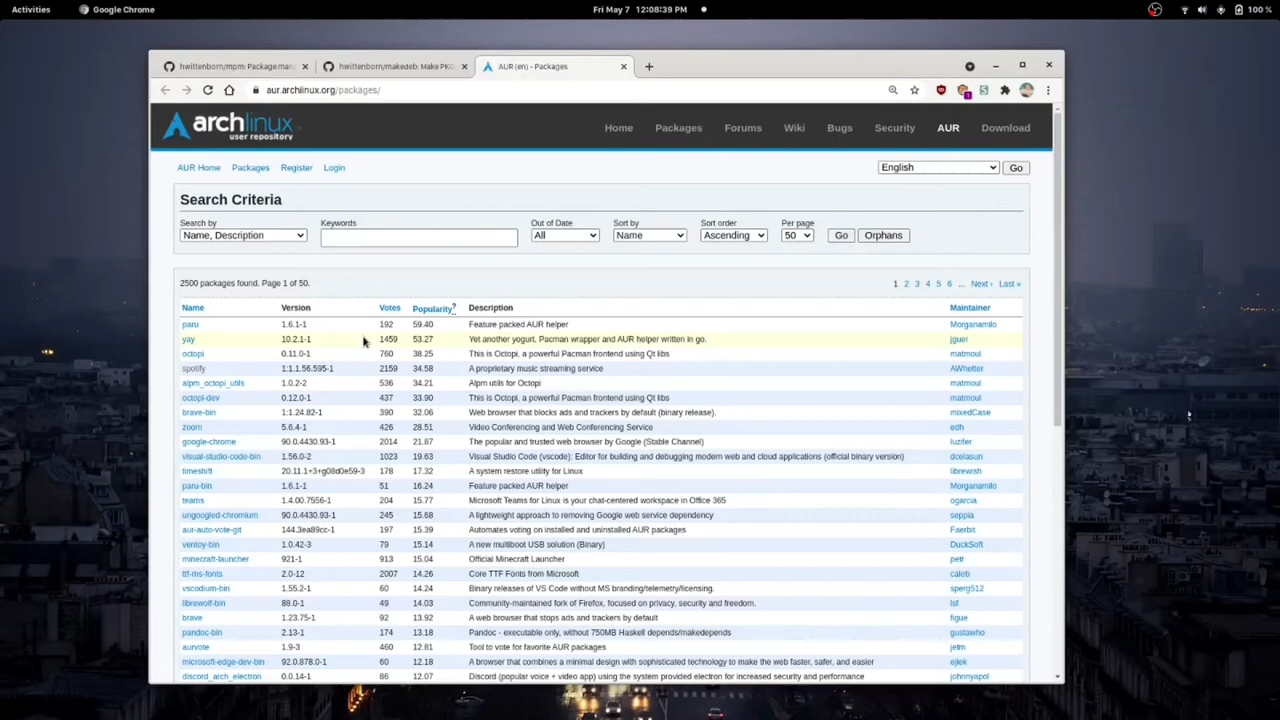 Activities Google Chrome Fri May 7 12:08:39 PM 100 %
hwittenborn/mpm: Package man hwittenborn/makedeb: Make PKG AUR (en) - Packages
aur.archlinux.org/packages/
archlinux user repository Home Packages Forums Wiki Bugs Security AUR Download
AUR Home Packages Register Login English Go
Search Criteria
Search by Keywords Out of Date Sort by Sort order Per page
Name, Description All Name Ascending 50 Go Orphans
2500 packages found. Page 1 of 50. 1 2 3 4 5 6 ... Next › Last »
Name Version Votes Popularity? Description Maintainer
paru 1.6.1-1 192 59.40 Feature packed AUR helper Morganamilo
yay 10.2.1-1 1459 53.27 Yet another yogurt. Pacman wrapper and AUR helper written in go. jguer
octopi 0.11.0-1 760 38.25 This is Octopi, a powerful Pacman frontend using Qt libs matmoul
spotify 1:1.1.56.595-1 2159 34.58 A proprietary music streaming service AWhetter
alpm_octopi_utils 1.0.2-2 536 34.21 Alpm utils for Octopi matmoul
octopi-dev 0.12.0-1 437 33.90 This is Octopi, a powerful Pacman frontend using Qt libs matmoul
brave-bin 1:1.24.82-1 390 32.06 Web browser that blocks ads and trackers by default (binary release). mixedCase
zoom 5.6.4-1 426 28.51 Video Conferencing and Web Conferencing Service edh
google-chrome 90.0.4430.93-1 2014 21.87 The popular and trusted web browser by Google (Stable Channel) luzifer
visual-studio-code-bin 1.56.0-2 1023 19.63 Visual Studio Code (vscode): Editor for building and debugging modern web and cloud applications (official binary version) dcelasun
timeshift 20.11.1+3+g08d0e59-3 178 17.32 A system restore utility for Linux librewish
paru-bin 1.6.1-1 51 16.24 Feature packed AUR helper Morganamilo
teams 1.4.00.7556-1 204 15.77 Microsoft Teams for Linux is your chat-centered workspace in Office 365 ogarcia
ungoogled-chromium 90.0.4430.93-1 245 15.68 A lightweight approach to removing Google web service dependency seppia
aur-auto-vote-git 144.3ea89cc-1 197 15.39 Automates voting on installed and uninstalled AUR packages Faerbit
ventoy-bin 1.0.42-3 79 15.14 A new multiboot USB solution (Binary) DuckSoft
minecraft-launcher 921-1 913 15.04 Official Minecraft Launcher petr
ttf-ms-fonts 2.0-12 2007 14.26 Core TTF Fonts from Microsoft caleb
vscodium-bin 1.55.2-1 60 14.24 Binary releases of VS Code without MS branding/telemetry/licensing. sperg512
librewolf-bin 88.0-1 49 14.03 Community-maintained fork of Firefox, focused on privacy, security and freedom. lsf
brave 1.23.75-1 92 13.92 A web browser that stops ads and trackers by default figue
pandoc-bin 2.13-1 174 13.18 Pandoc - executable only, without 750MB Haskell depends/makedepends gustawho
aurvote 1.9-3 460 12.81 Tool to vote for favorite AUR packages jetm
microsoft-edge-dev-bin 92.0.878.0-1 60 12.18 A browser that combines a minimal design with sophisticated technology to make the web faster, safer, and easier ejlek
discord_arch_electron 0.0.14-1 86 12.07 Discord (popular voice + video app) using the system provided electron for increased security and performance johnnyapol